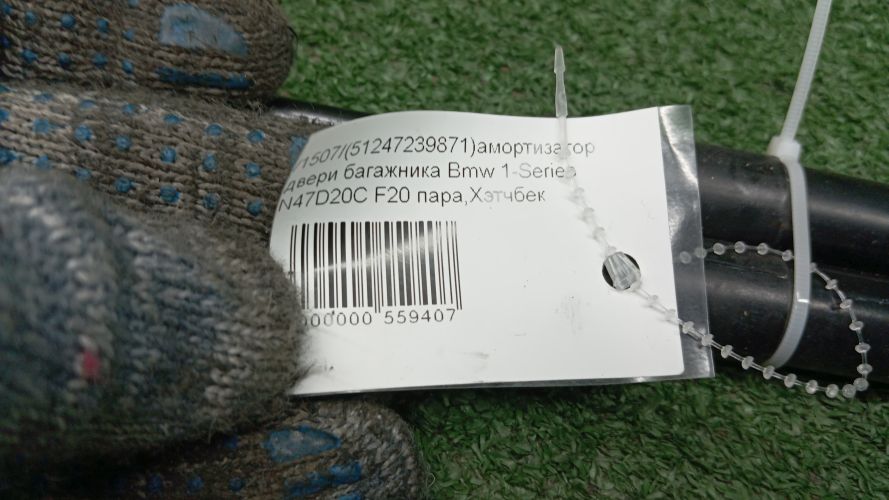 1507/(51247239871)амортизатор
двери багажника Bmw 1-Series
N47D20C F20 пара,Хэтчбек
000000 559407